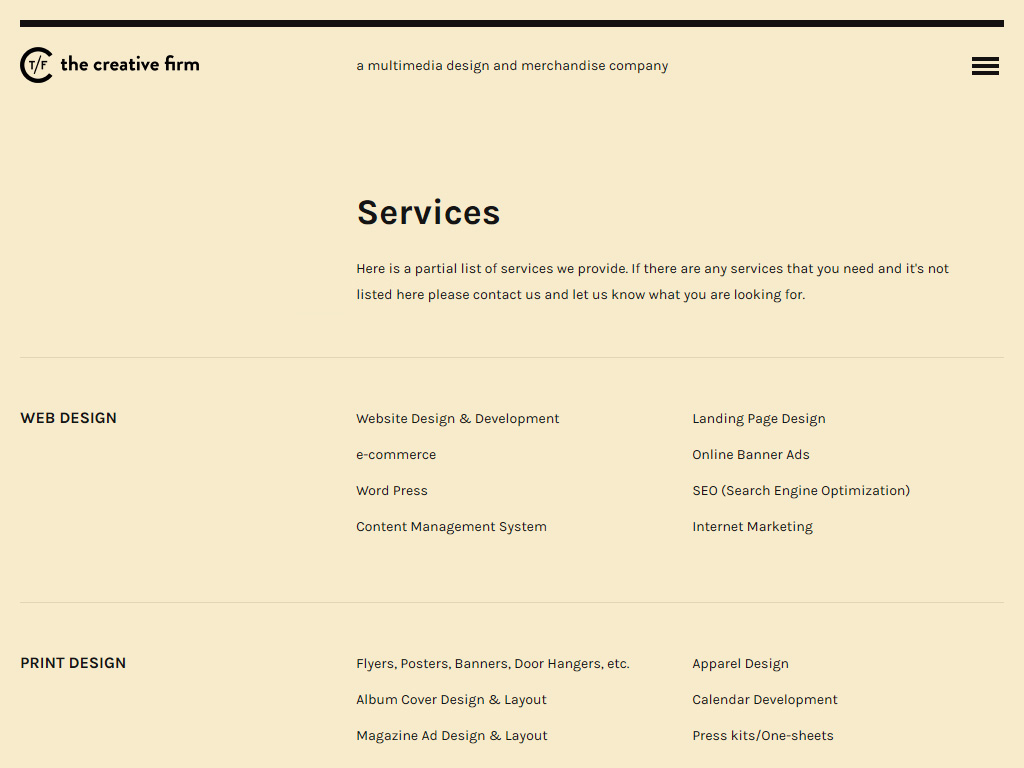 T/F the creative firm
a multimedia design and merchandise company
Services
Here is a partial list of services we provide. If there are any services that you need and it's not
listed here please contact us and let us know what you are looking for.
WEB DESIGN
Website Design & Development
e-commerce
Word Press
Content Management System
Landing Page Design
Online Banner Ads
SEO (Search Engine Optimization)
Internet Marketing
PRINT DESIGN
Flyers, Posters, Banners, Door Hangers, etc.
Album Cover Design & Layout
Magazine Ad Design & Layout
Apparel Design
Calendar Development
Press kits/One-sheets